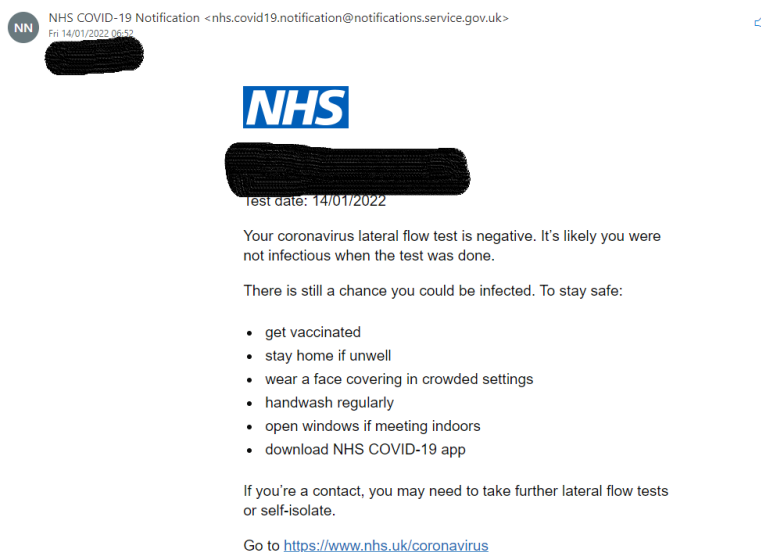 NN
NHS COVID-19 Notification <nhs.covid19.notification@notifications.service.gov.uk>
Fri 14/01/2022 06:52
NHS
Test date: 14/01/2022
Your coronavirus lateral flow test is negative. It’s likely you were
not infectious when the test was done.
There is still a chance you could be infected. To stay safe:
• get vaccinated
• stay home if unwell
• wear a face covering in crowded settings
• handwash regularly
• open windows if meeting indoors
• download NHS COVID-19 app
If you’re a contact, you may need to take further lateral flow tests
or self-isolate.
Go to https://www.nhs.uk/coronavirus